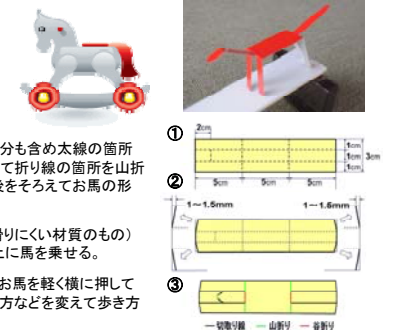 分も含め太線の箇所
て折り線の箇所を山折
をそろえてお馬の形
滑りにくい材質のもの)
上に馬を乗せる。
お馬を軽く横に押して
方などを変えて歩き方
①
2cm
1cm
1cm
1cm
3cm
5cm 5cm 5cm
②
1～1.5mm 1～1.5mm
③
切取り線 山折り 谷折り